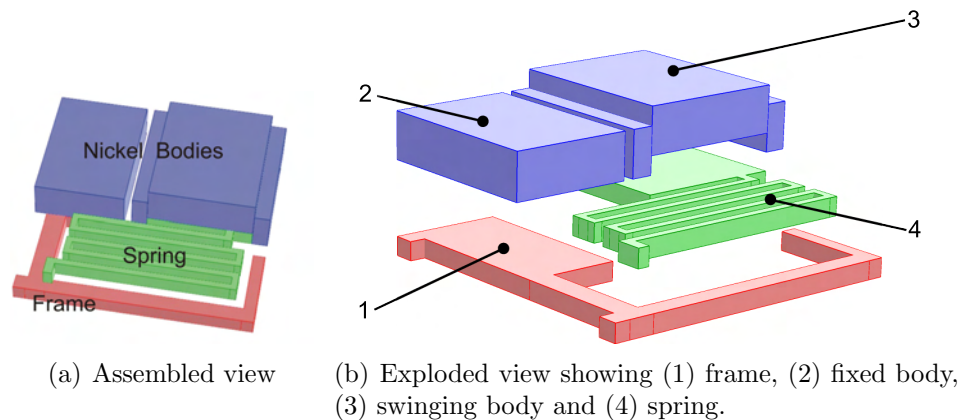 Nickel Bodies
Spring
Frame
3
2
4
1
(a) Assembled view
(b) Exploded view showing (1) frame, (2) fixed body,
(3) swinging body and (4) spring.